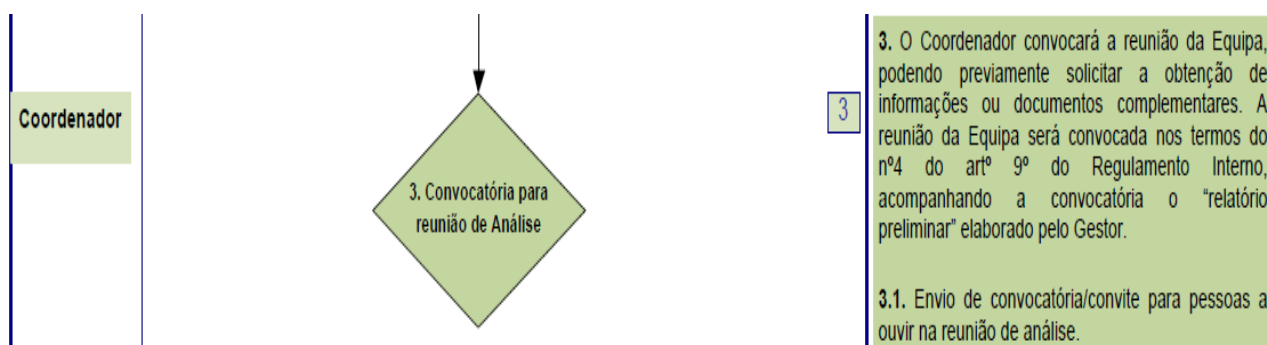 Coordenador
3. Convocatória para
reunião de Análise
3
3. O Coordenador convocará a reunião da Equipa,
podendo previamente solicitar a obtenção de
informações ou documentos complementares. A
reunião da Equipa será convocada nos termos do
nº4 do artº 9º do Regulamento Interno,
acompanhando a convocatória o “relatório
preliminar” elaborado pelo Gestor.
3.1. Envio de convocatória/convite para pessoas a
ouvir na reunião de análise.